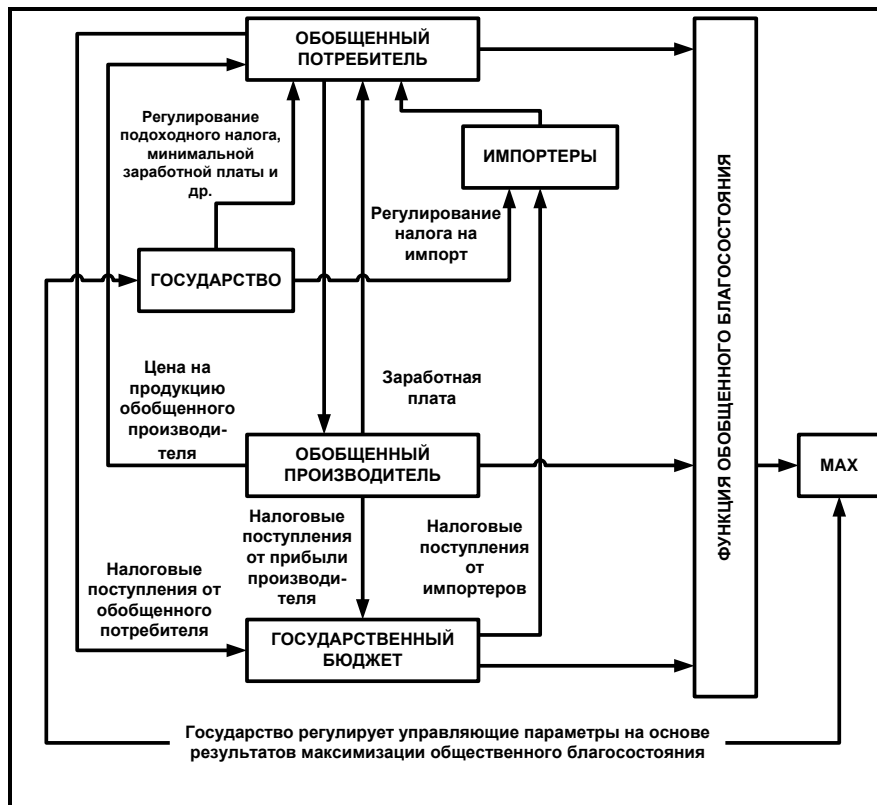 ОБОБЩЕННЫЙ
ПОТРЕБИТЕЛЬ
Регулирование
подоходного налога,
минимальной
заработной платы и
др.
ИМПОРТЕРЫ
Регулирование
налога на
импорт
ГОСУДАРСТВО
Цена на
продукцию
обобщенного
производи-
теля
Заработная
плата
ОБОБЩЕННЫЙ
ПРОИЗВОДИТЕЛЬ
ФУНКЦИЯ ОБОБЩЕННОГО БЛАГОСОСТОЯНИЯ
MAX
Налоговые
поступления
от прибыли
производи-
теля
Налоговые
поступления
от
импортеров
Налоговые
поступления от
обобщенного
потребителя
ГОСУДАРСТВЕННЫЙ
БЮДЖЕТ
Государство регулирует управляющие параметры на основе
результатов максимизации общественного благосостояния